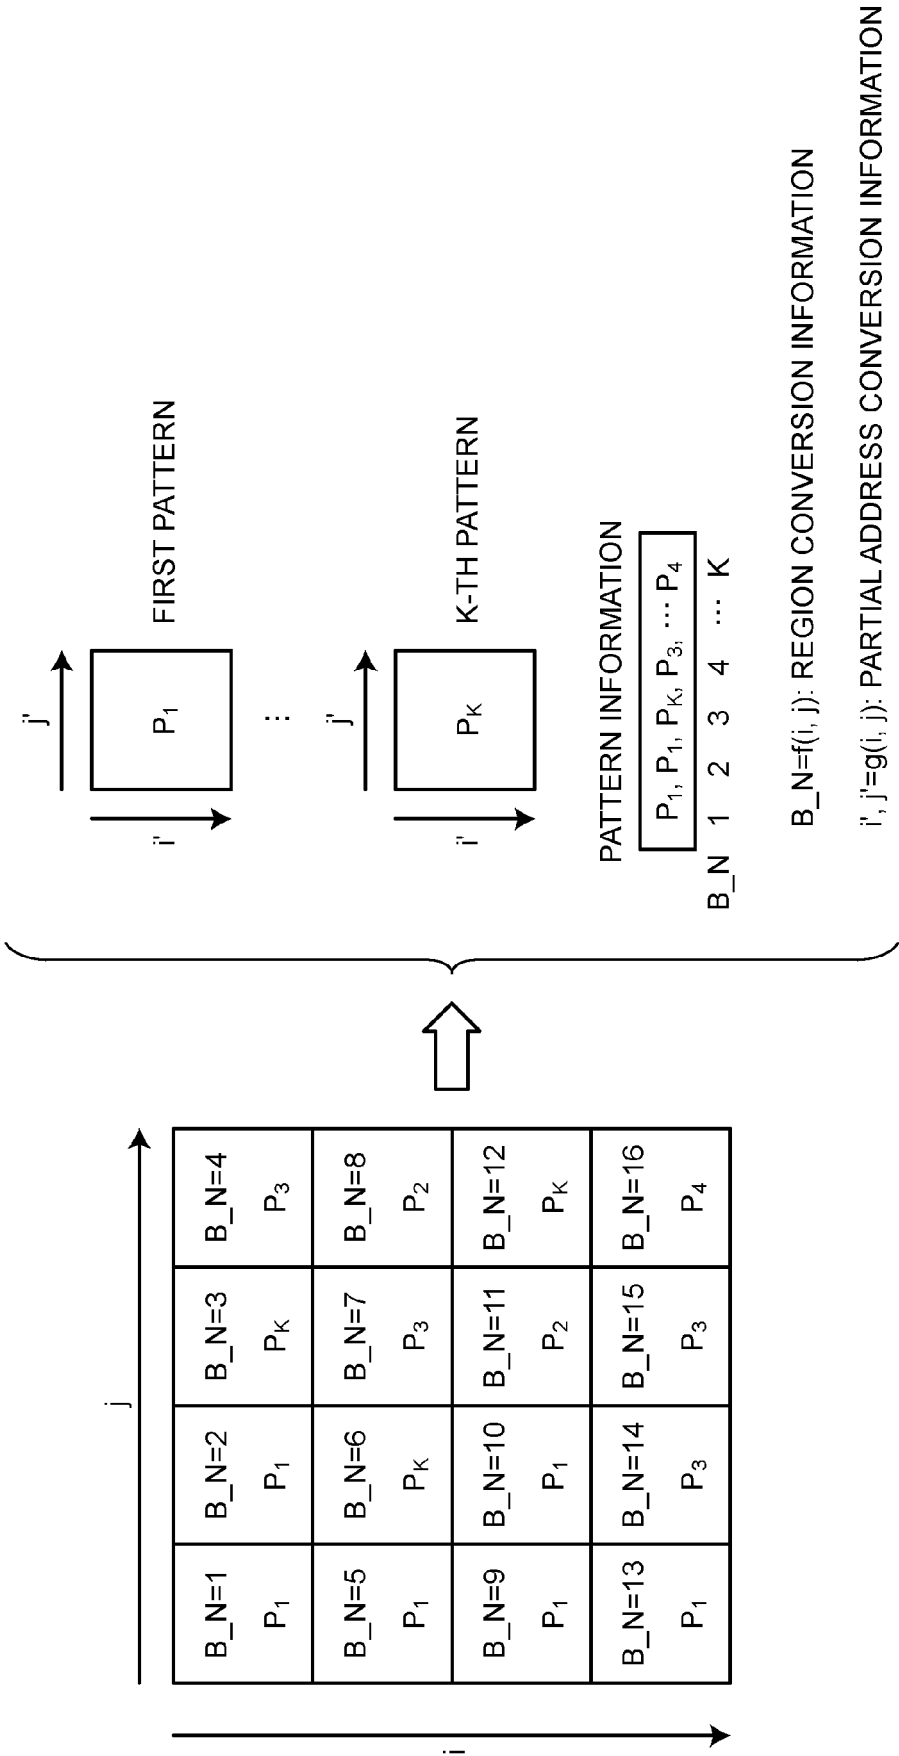 j
i
B_N=1
P1
B_N=2
P1
B_N=3
PK
B_N=4
P3
B_N=5
P1
B_N=6
PK
B_N=7
P3
B_N=8
P2
B_N=9
P1
B_N=10
P1
B_N=11
P2
B_N=12
PK
B_N=13
P1
B_N=14
P3
B_N=15
P3
B_N=16
P4
j'
i'
P1
FIRST PATTERN
⋮
j'
i'
PK
K-TH PATTERN
PATTERN INFORMATION
P1, P1, PK, P3, ⋯ P4
B_N 1 2 3 4 ⋯ K
B_N=f(i, j): REGION CONVERSION INFORMATION
i', j'=g(i, j): PARTIAL ADDRESS CONVERSION INFORMATION